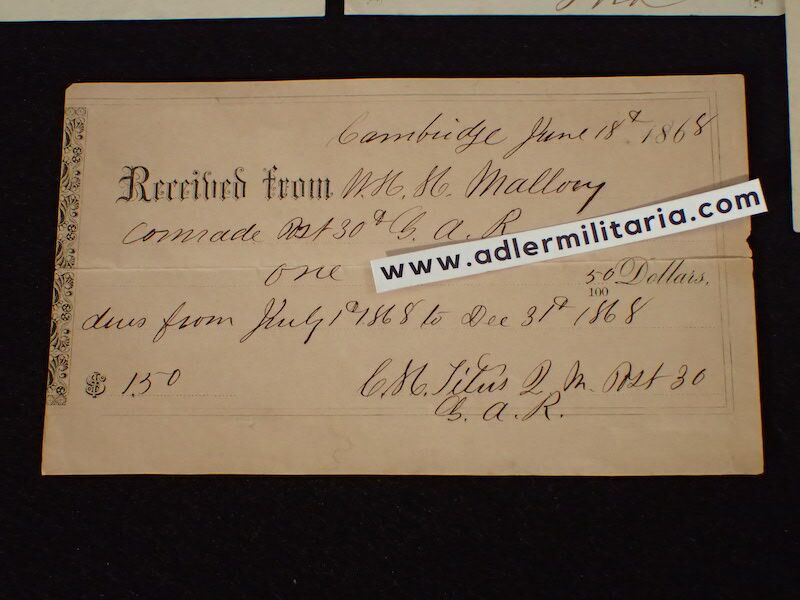 Cambridge June 18th 1868
Received from W. H. H. Mallory
Comrade Post 30th G. A. R
www.adlermilitaria.com
one 50/100 Dollars,
dues from July 1st 1868 to Dec 31st 1868
$ 1.50 C. H. Titus Q. M. Post 30
G. A. R.